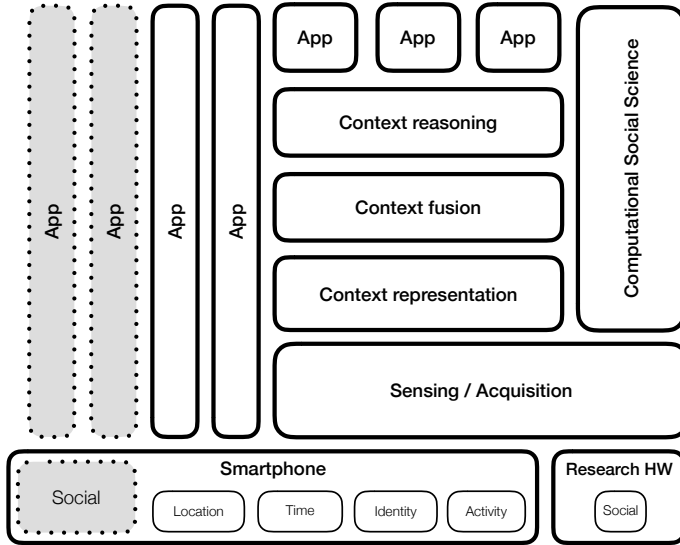 App
App
App
App
App
App
App
Context reasoning
Context fusion
Context representation
Computational Social Science
Sensing / Acquisition
Smartphone
Social
Location
Time
Identity
Activity
Research HW
Social